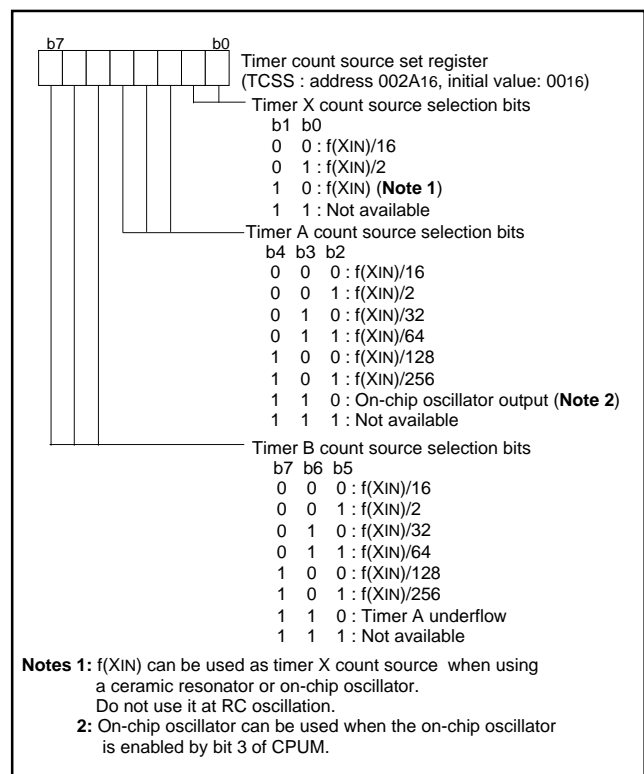 b7 b0
Timer count source set register
(TCSS : address 002A16, initial value: 0016)
Timer X count source selection bits
b1 b0
0 0 : f(XIN)/16
0 1 : f(XIN)/2
1 0 : f(XIN) (Note 1)
1 1 : Not available
Timer A count source selection bits
b4 b3 b2
0 0 0 : f(XIN)/16
0 0 1 : f(XIN)/2
0 1 0 : f(XIN)/32
0 1 1 : f(XIN)/64
1 0 0 : f(XIN)/128
1 0 1 : f(XIN)/256
1 1 0 : On-chip oscillator output (Note 2)
1 1 1 : Not available
Timer B count source selection bits
b7 b6 b5
0 0 0 : f(XIN)/16
0 0 1 : f(XIN)/2
0 1 0 : f(XIN)/32
0 1 1 : f(XIN)/64
1 0 0 : f(XIN)/128
1 0 1 : f(XIN)/256
1 1 0 : Timer A underflow
1 1 1 : Not available
Notes 1: f(XIN) can be used as timer X count source when using
a ceramic resonator or on-chip oscillator.
Do not use it at RC oscillation.
2: On-chip oscillator can be used when the on-chip oscillator
is enabled by bit 3 of CPUM.